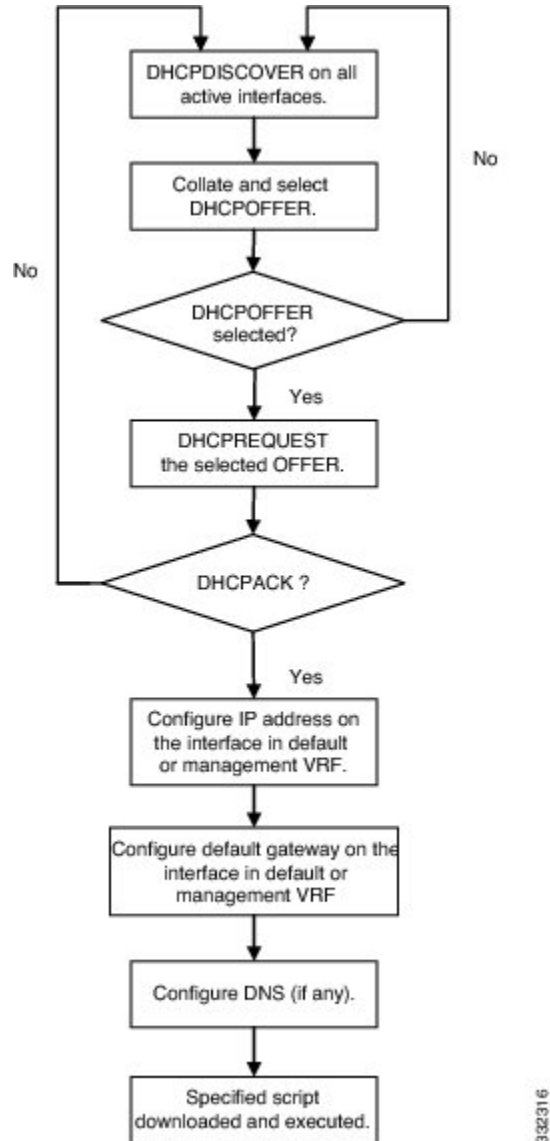 DHCPDISCOVER on all
active interfaces.
No
Collate and select
DHCPOFFER.
No
DHCPOFFER
selected?
Yes
DHCPREQUEST
the selected OFFER.
DHCPACK ?
Yes
Configure IP address on
the interface in default
or management VRF.
Configure default gateway on the
interface in default or
management VRF
Configure DNS (if any).
Specified script
downloaded and executed.